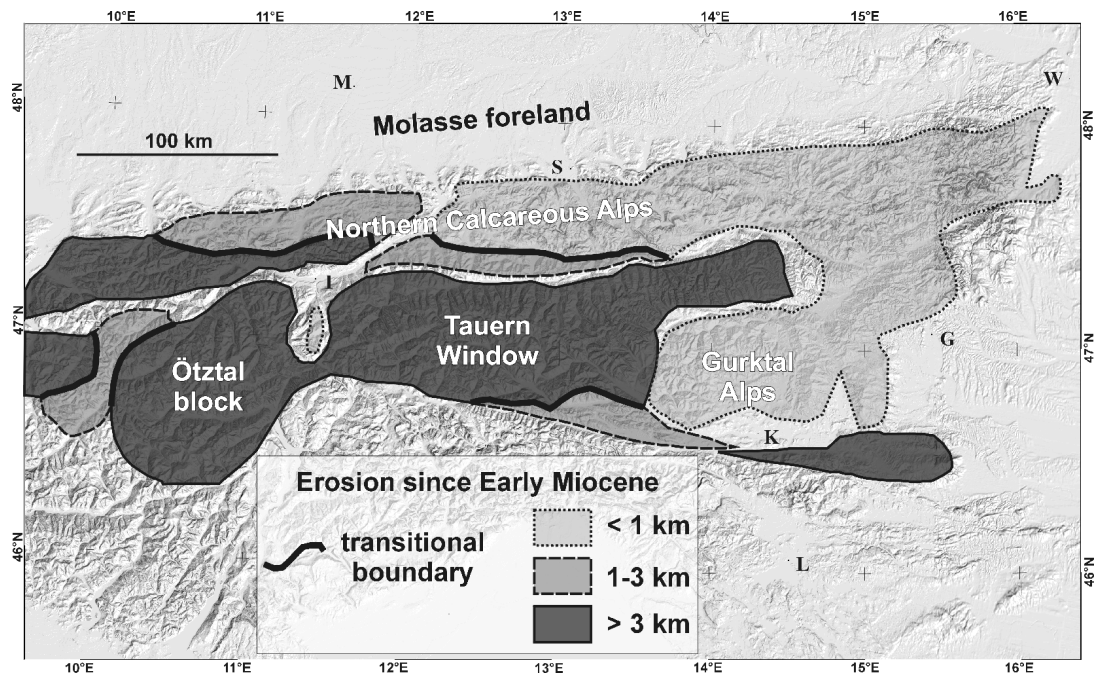 10°E 11°E 12°E 13°E 14°E 15°E 16°E
48°N
47°N
46°N
48°N
47°N
46°N
M
W
Molasse foreland
100 km
S
Northern Calcareous Alps
I
Tauern
Window
Ötztal
block
Gurktal
Alps
G
K
L
Erosion since Early Miocene
transitional
boundary
< 1 km
1-3 km
> 3 km
10°E 11°E 12°E 13°E 14°E 15°E 16°E